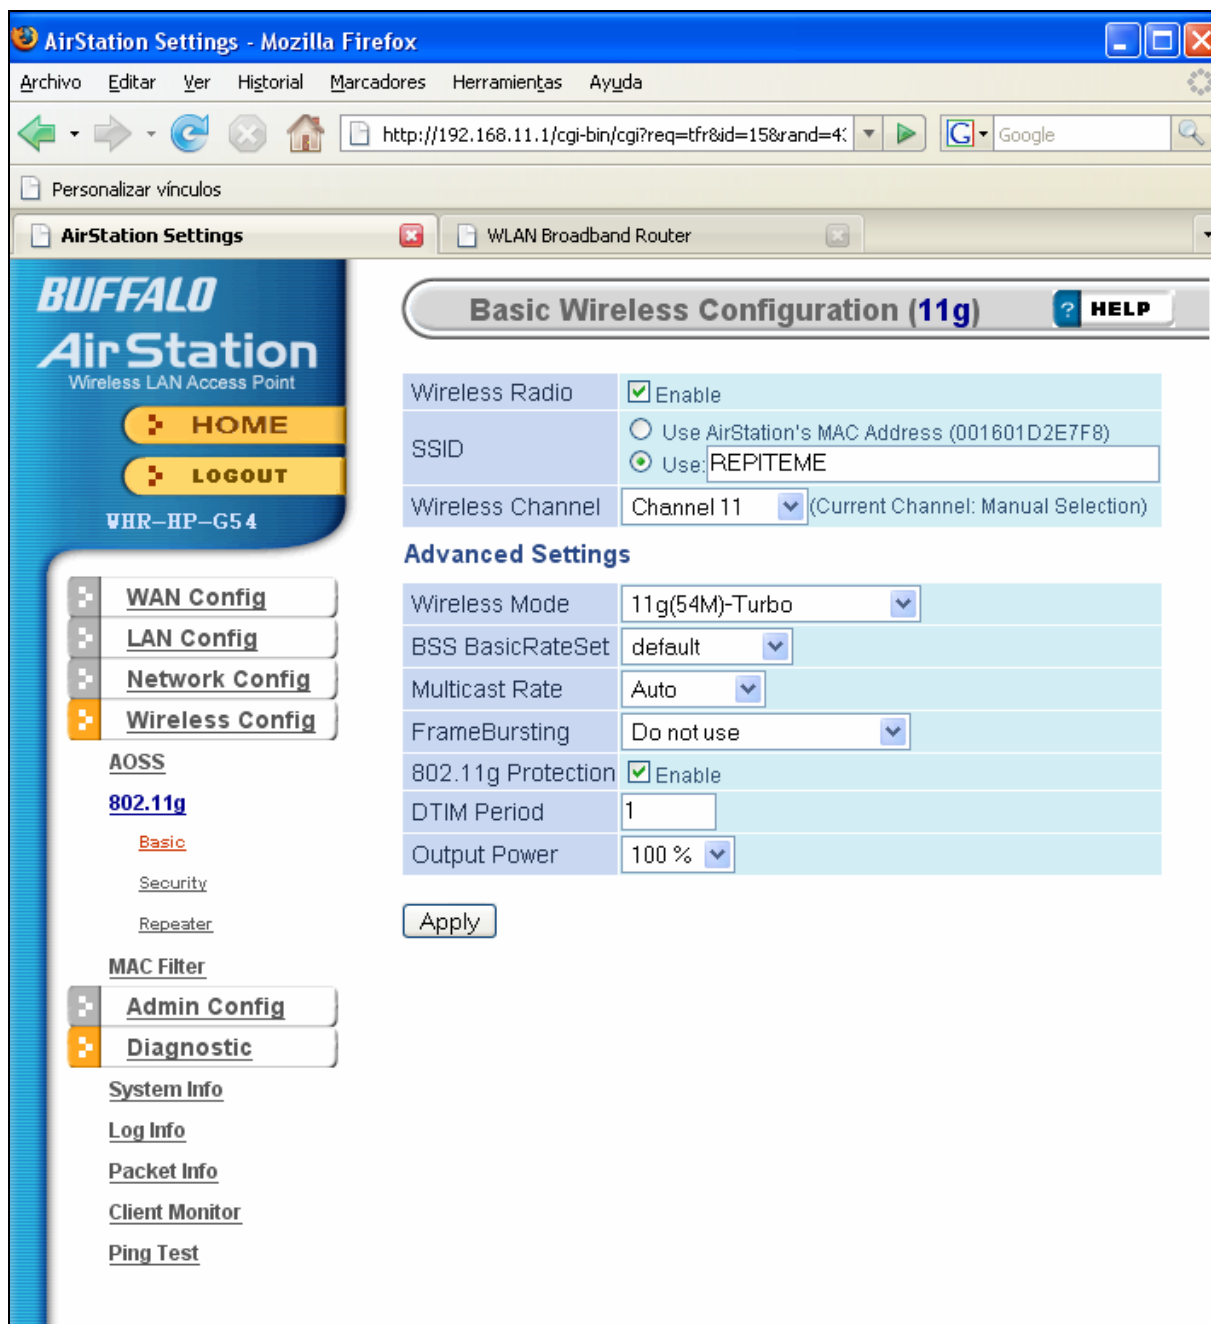 AirStation Settings - Mozilla Firefox
Archivo Editar Ver Historial Marcadores Herramientas Ayuda
http://192.168.11.1/cgi-bin/cgi?req=tfr&id=15&rand=4
G Google
Personalizar vínculos
AirStation Settings WLAN Broadband Router
BUFFALO
AirStation
Wireless LAN Access Point
HOME
LOGOUT
WHR-HP-G54
WAN Config
LAN Config
Network Config
Wireless Config
AOSS
802.11g
Basic
Security
Repeater
MAC Filter
Admin Config
Diagnostic
System Info
Log Info
Packet Info
Client Monitor
Ping Test
Basic Wireless Configuration (11g) ? HELP
Wireless Radio Enable
SSID Use AirStation's MAC Address (001601D2E7F8)
Use: REPITEME
Wireless Channel Channel 11 (Current Channel: Manual Selection)
Advanced Settings
Wireless Mode 11g(54M)-Turbo
BSS BasicRateSet default
Multicast Rate Auto
FrameBursting Do not use
802.11g Protection Enable
DTIM Period 1
Output Power 100 %
Apply